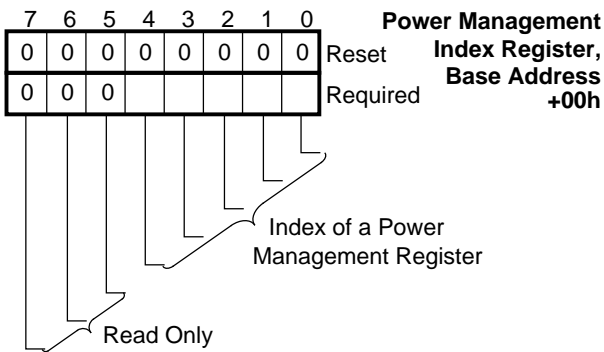 7 6 5 4 3 2 1 0
Power Management
0 0 0 0 0 0 0 0 Reset
Index Register,
Base Address
0 0 0 Required
+00h
Index of a Power
Management Register
Read Only